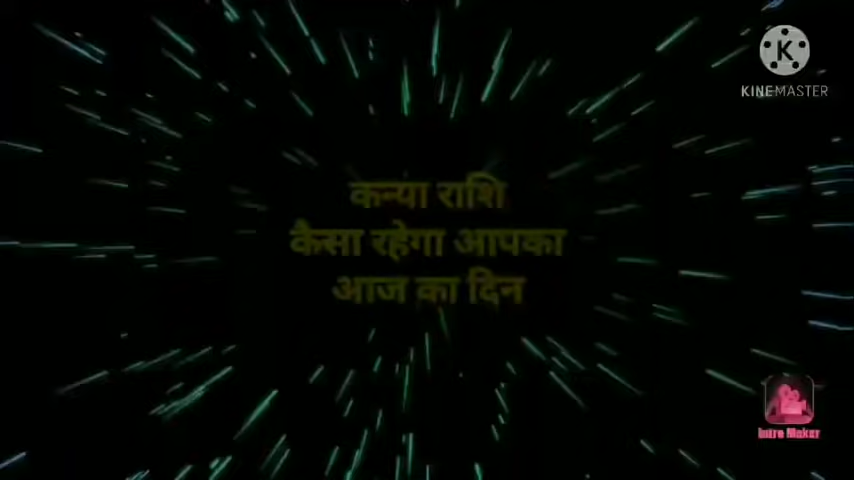 KINEMASTER
कन्या राशि
कैसा रहेगा आपका
आज का दिन
Intro Maker